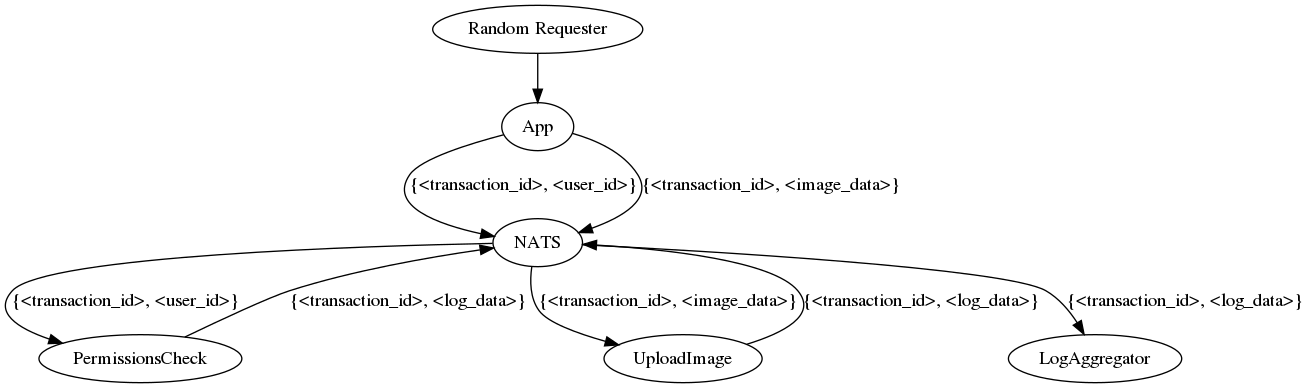 Random Requester
App
{<transaction_id>, <user_id>}
{<transaction_id>, <image_data>}
NATS
{<transaction_id>, <user_id>}
{<transaction_id>, <log_data>}
{<transaction_id>, <image_data>}
{<transaction_id>, <log_data>}
{<transaction_id>, <log_data>}
PermissionsCheck
UploadImage
LogAggregator